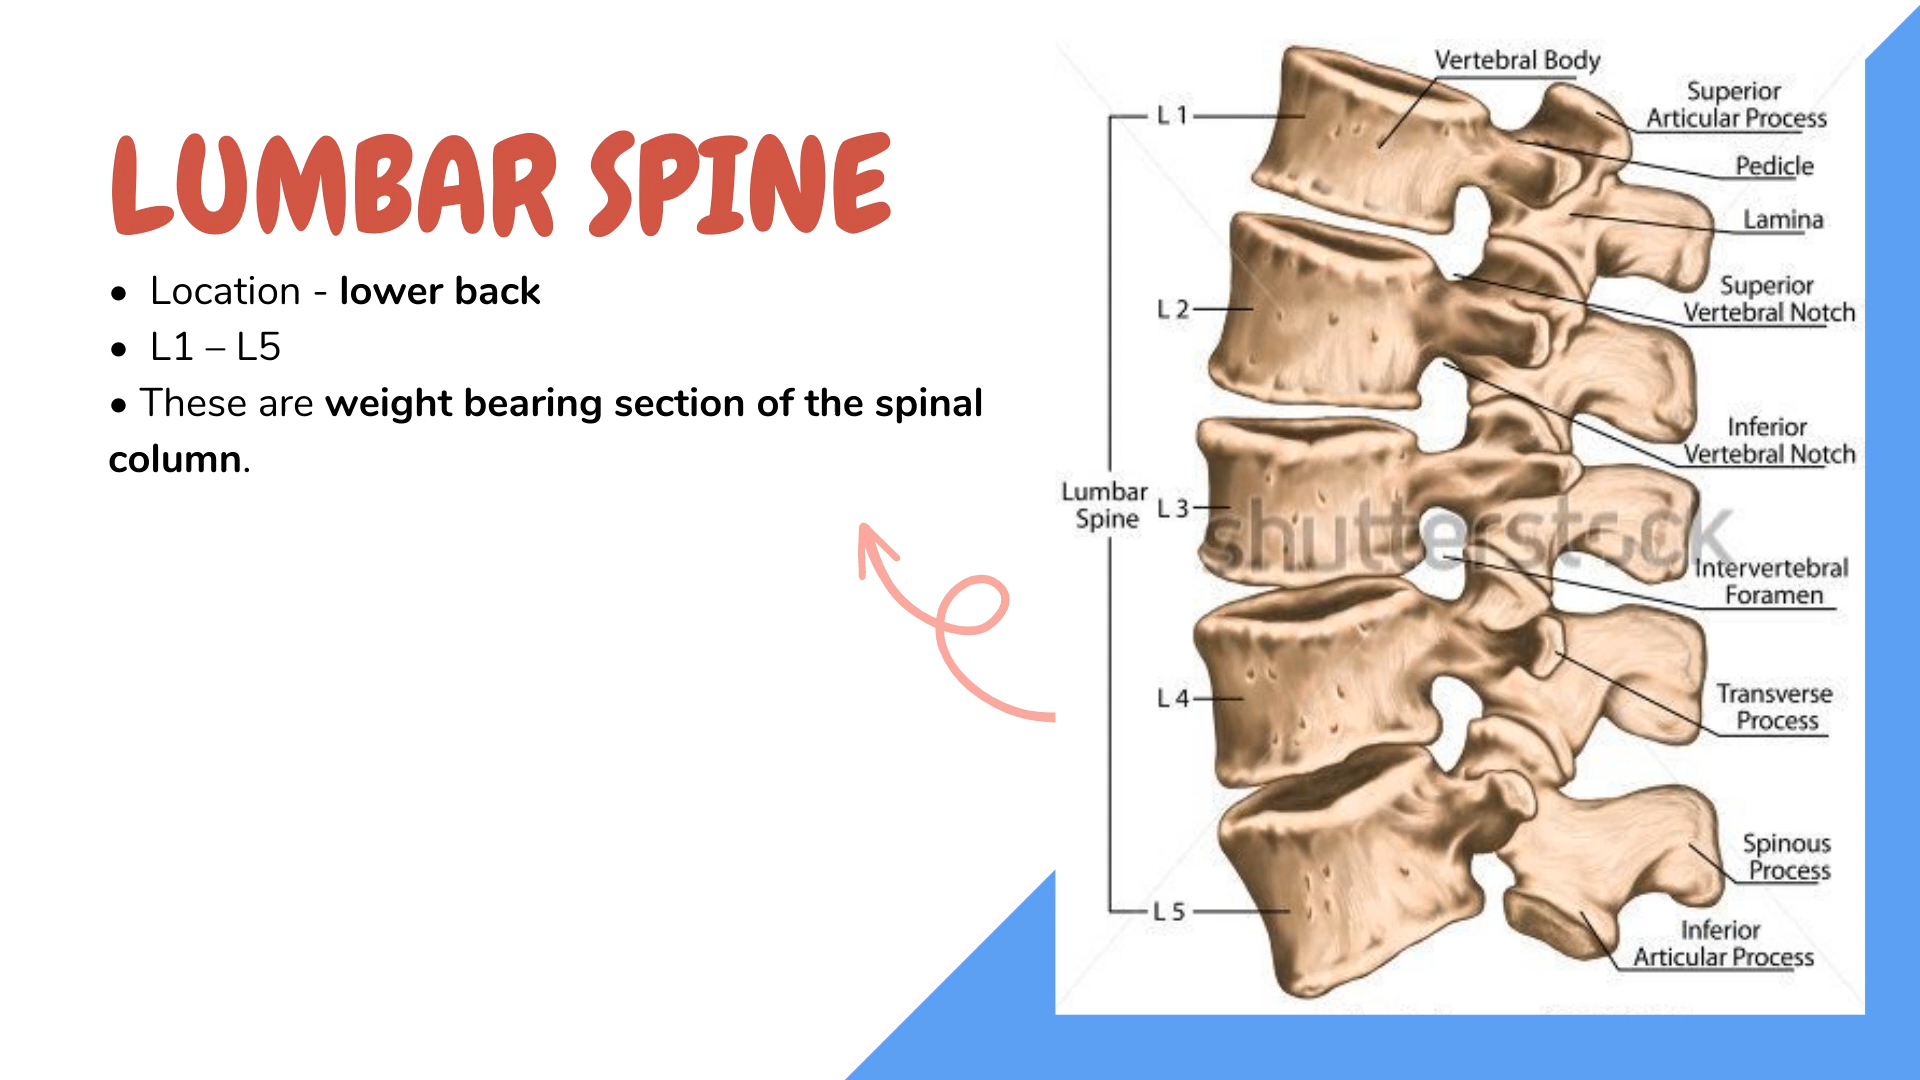 LUMBAR SPINE
• Location - lower back
• L1 – L5
• These are weight bearing section of the spinal
column.
Vertebral Body
Superior
Articular Process
L 1
Pedicle
Lamina
Superior
Vertebral Notch
L 2
Inferior
Vertebral Notch
Lumbar
Spine
L 3
shutterstock
Intervertebral
Foramen
L 4
Transverse
Process
Spinous
Process
L 5
Inferior
Articular Process